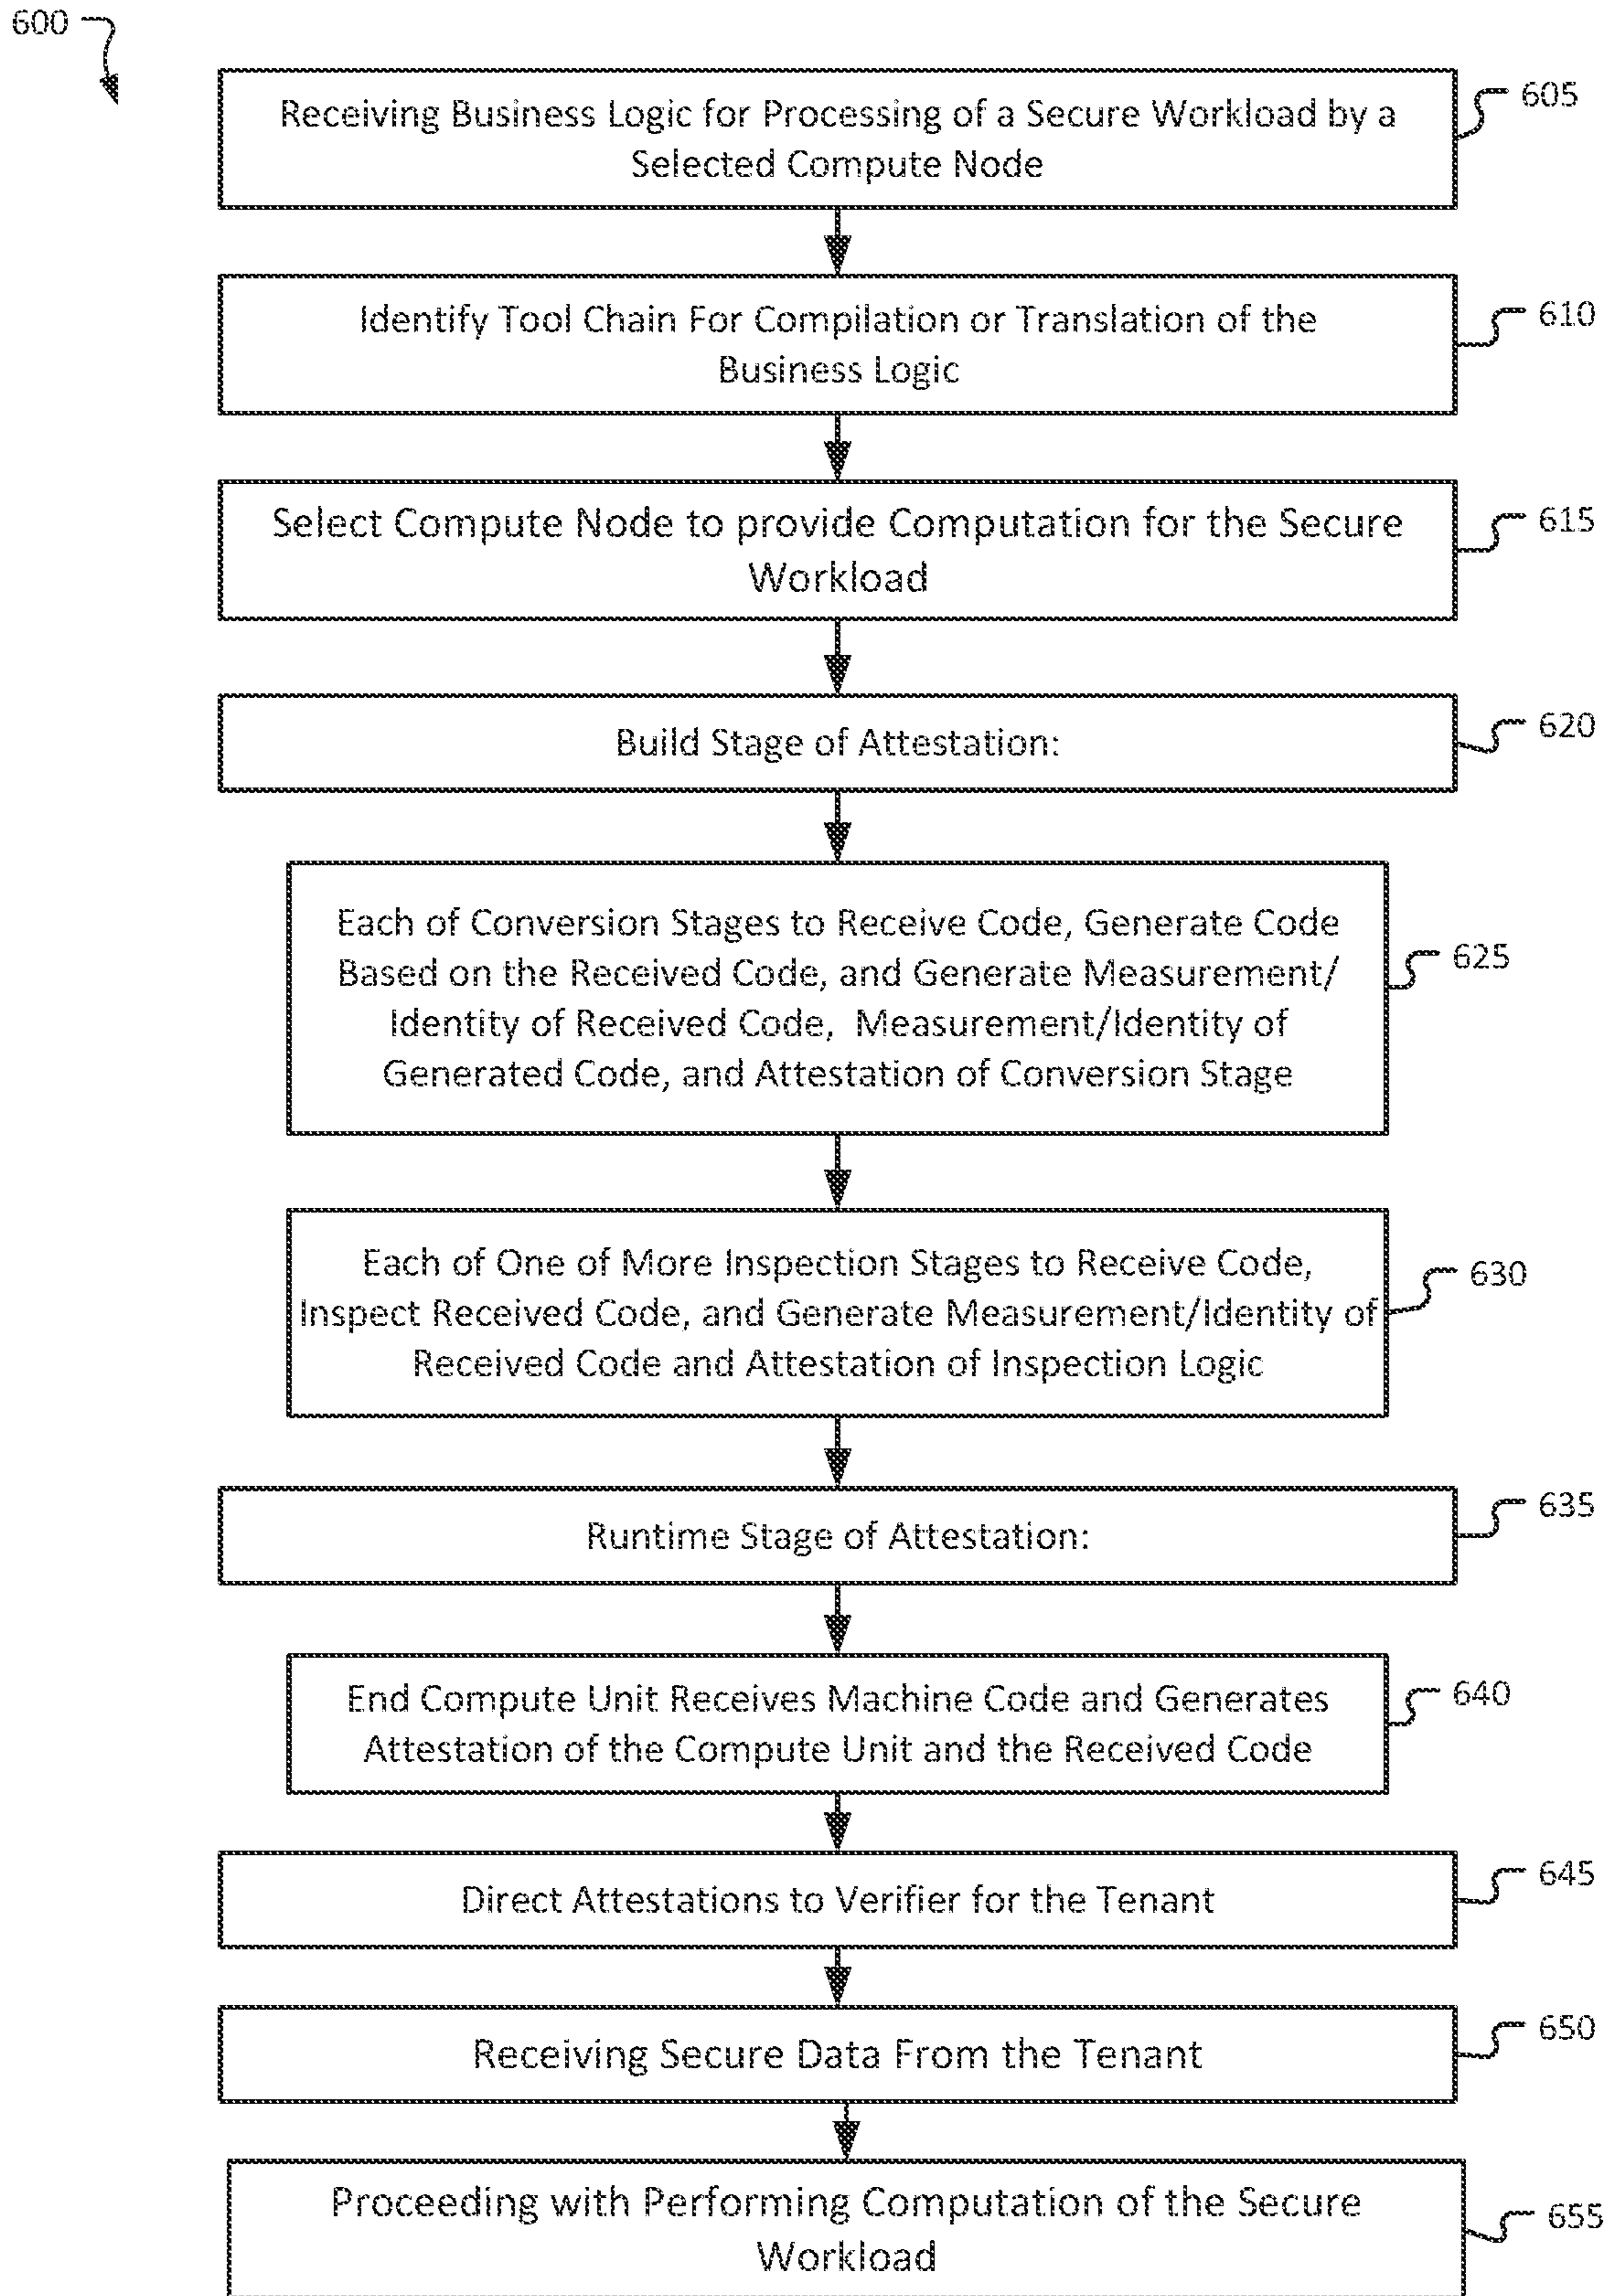 600
Receiving Business Logic for Processing of a Secure Workload by a
Selected Compute Node
605
Identify Tool Chain For Compilation or Translation of the
Business Logic
610
Select Compute Node to provide Computation for the Secure
Workload
615
Build Stage of Attestation:
620
Each of Conversion Stages to Receive Code, Generate Code
Based on the Received Code, and Generate Measurement/
Identity of Received Code, Measurement/Identity of
Generated Code, and Attestation of Conversion Stage
625
Each of One of More Inspection Stages to Receive Code,
Inspect Received Code, and Generate Measurement/Identity of
Received Code and Attestation of Inspection Logic
630
Runtime Stage of Attestation:
635
End Compute Unit Receives Machine Code and Generates
Attestation of the Compute Unit and the Received Code
640
Direct Attestations to Verifier for the Tenant
645
Receiving Secure Data From the Tenant
650
Proceeding with Performing Computation of the Secure
Workload
655